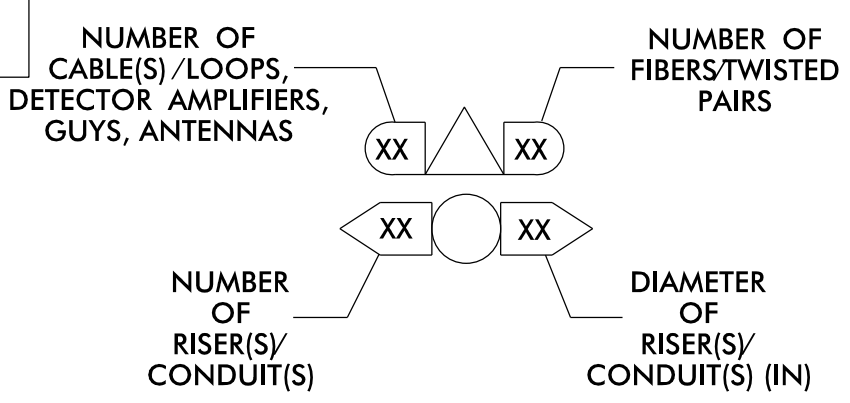 NUMBER OF
CABLE(S)/LOOPS,
DETECTOR AMPLIFIERS,
GUYS, ANTENNAS
NUMBER OF
FIBERS/TWISTED
PAIRS
XX XX
XX XX
NUMBER
OF
RISER(S)/
CONDUIT(S)
DIAMETER
OF
RISER(S)/
CONDUIT(S) (IN)